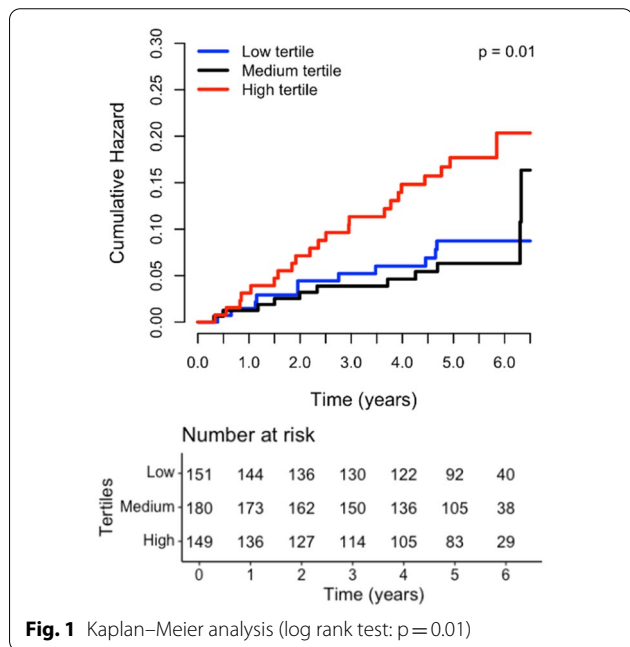 Low tertile
Medium tertile
High tertile
p = 0.01
Cumulative Hazard
0.30
0.25
0.20
0.15
0.10
0.05
0.00
0.0 1.0 2.0 3.0 4.0 5.0 6.0
Time (years)
Number at risk
Tertiles
Low 151 144 136 130 122 92 40
Medium 180 173 162 150 136 105 38
High 149 136 127 114 105 83 29
0 1 2 3 4 5 6
Time (years)
Fig. 1 Kaplan–Meier analysis (log rank test: p = 0.01)